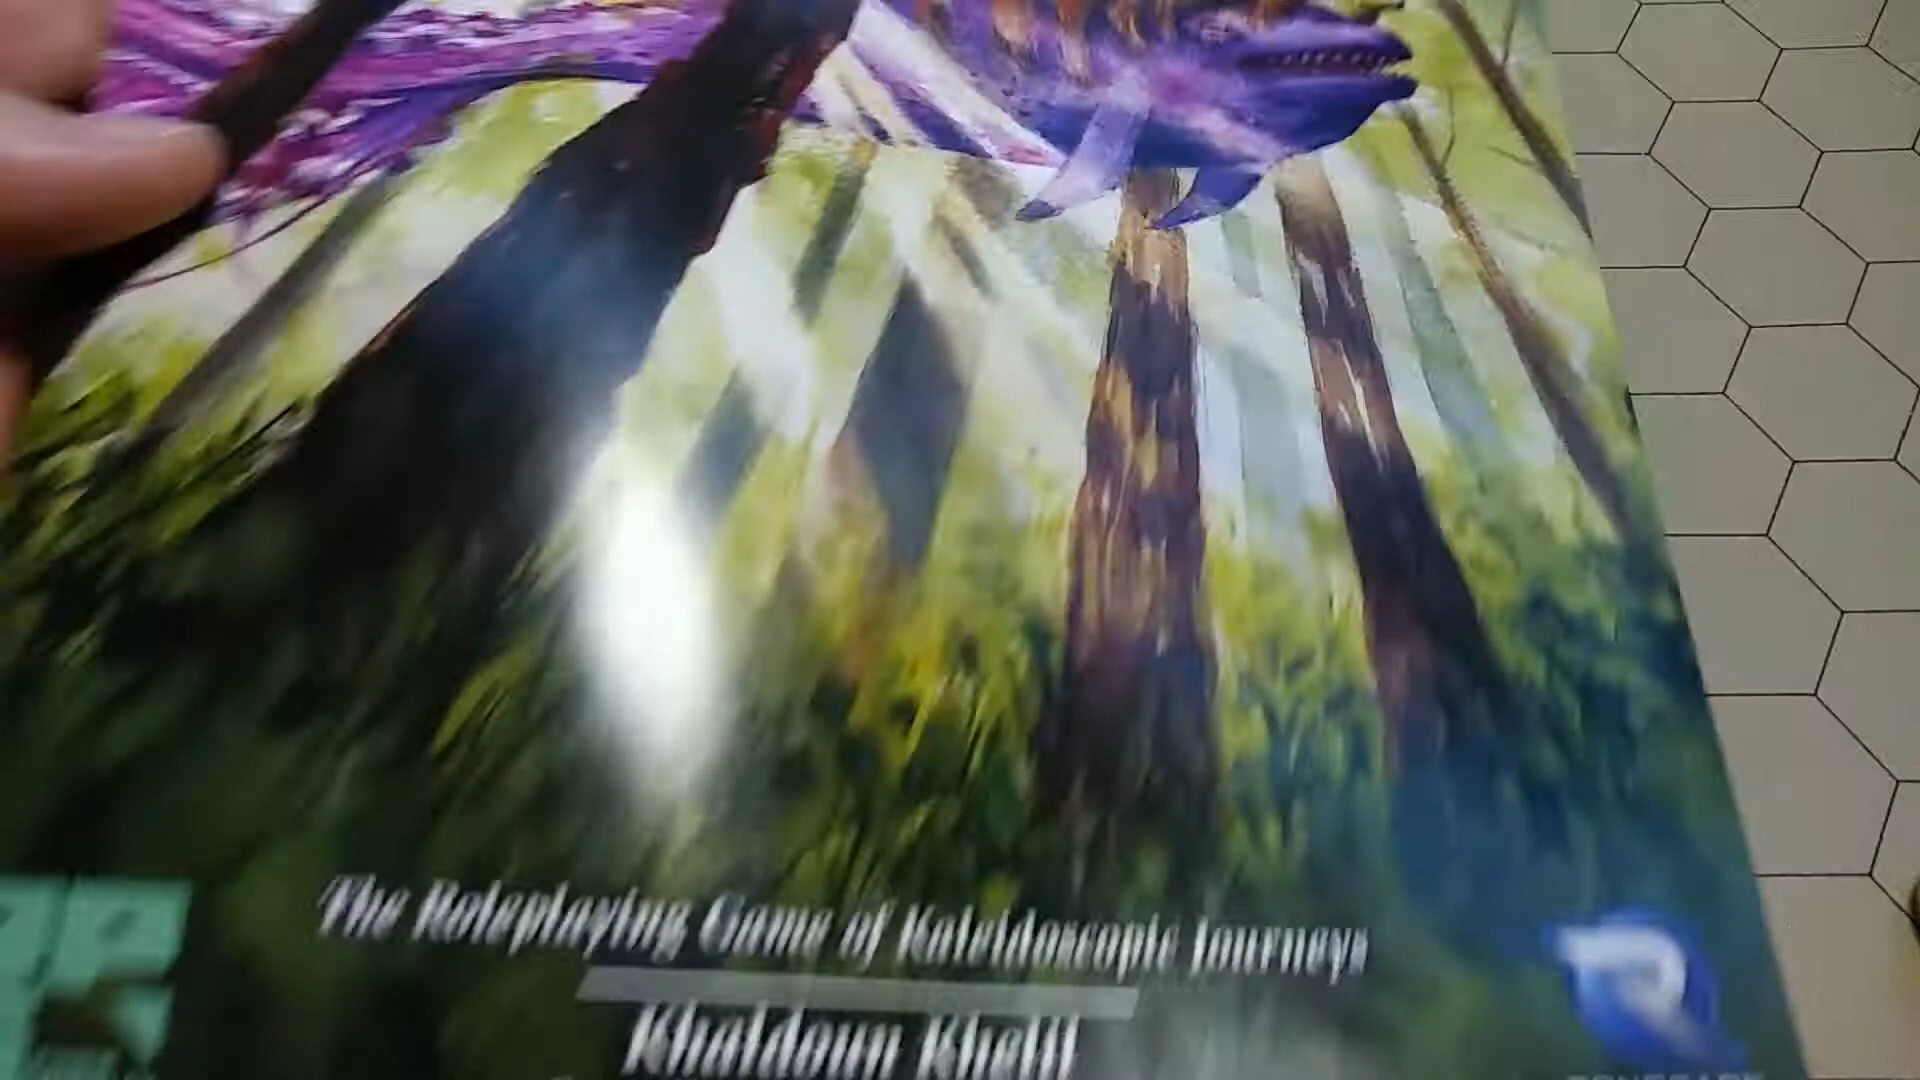 The Roleplaying Game of Kaleidoscopic Journeys
Khaldoun Khelil